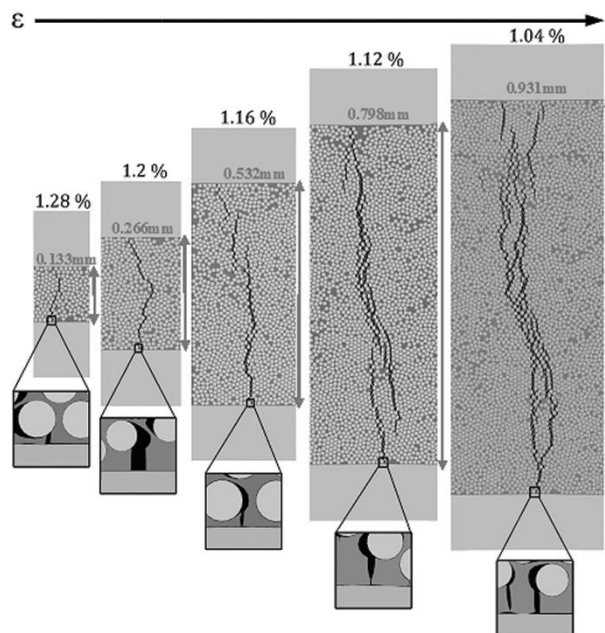 ε
1.04 %
1.12 %
0.931mm
1.16 %
0.798mm
1.2 %
0.532mm
1.28 %
0.266mm
0.133mm